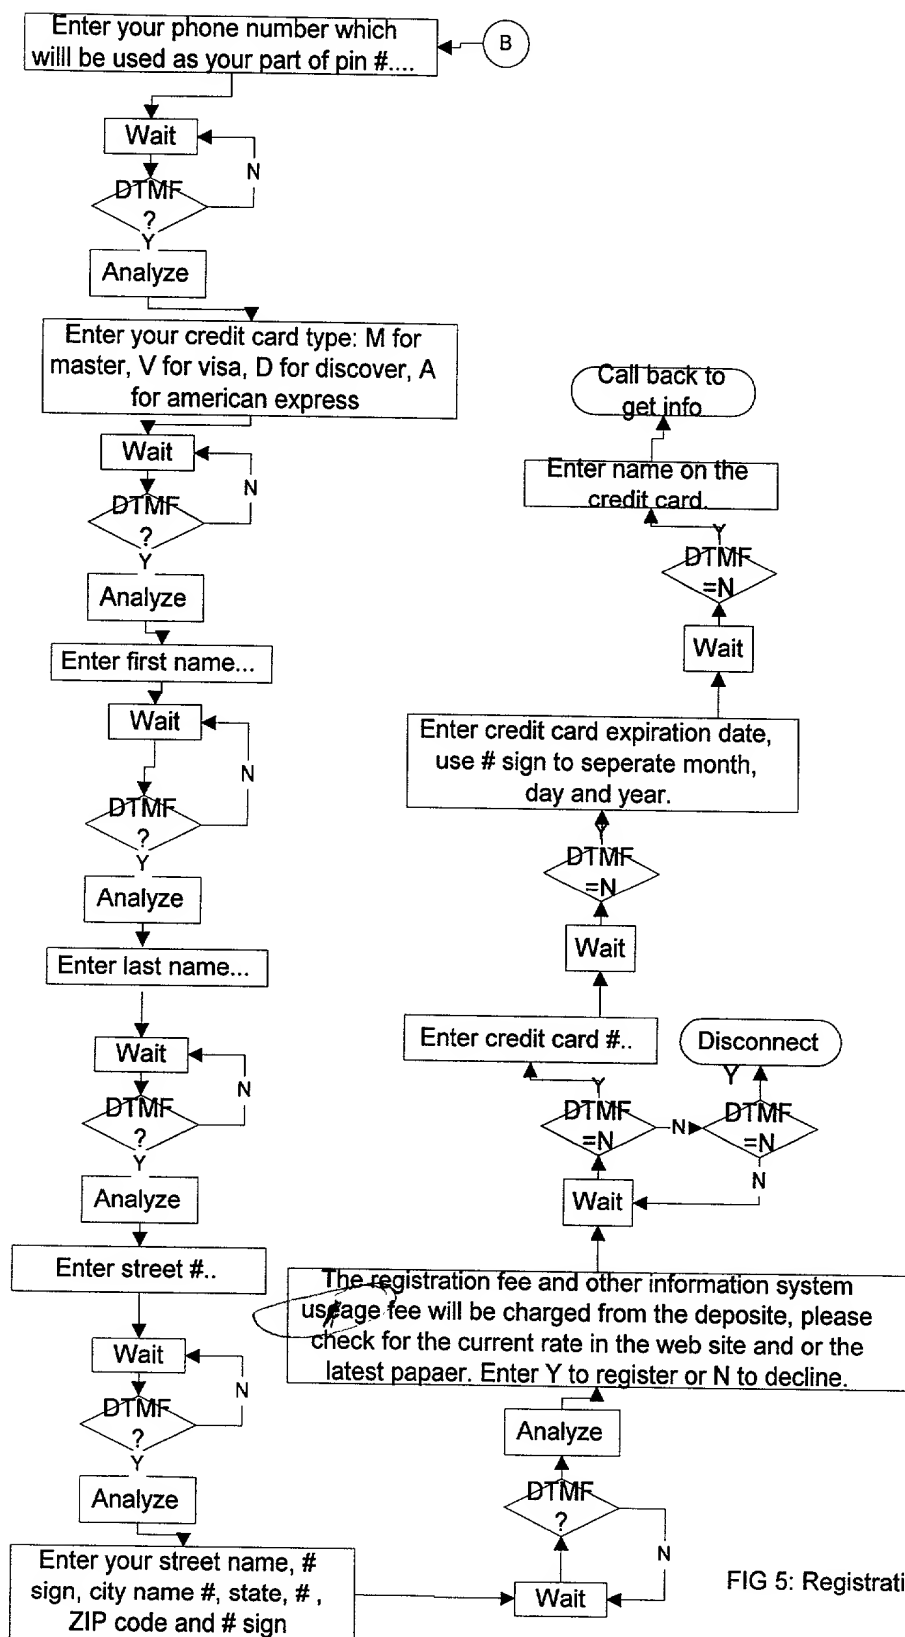 Enter your phone number which
willl be used as your part of pin #....
B
Wait
N
DTMF
?
Y
Analyze
Enter your credit card type: M for
master, V for visa, D for discover, A
for american express
Wait
N
DTMF
?
Y
Analyze
Enter first name...
Wait
N
DTMF
?
Y
Analyze
Enter last name...
Wait
N
DTMF
?
Y
Analyze
Enter street #..
Wait
N
DTMF
?
Y
Analyze
Enter your street name, #
sign, city name #, state, # ,
ZIP code and # sign
Wait
N
DTMF
?
Analyze
The registration fee and other information system
uscage fee will be charged from the deposite, please
check for the current rate in the web site and or the
latest papaer. Enter Y to register or N to decline.
Wait
DTMF
=N
N
DTMF
=N
N
Y
Disconnect
Y
Enter credit card #..
Wait
DTMF
=N
Y
Enter credit card expiration date,
use # sign to seperate month,
day and year.
Wait
DTMF
=N
Y
Enter name on the
credit card.
Call back to
get info
FIG 5: Registrati